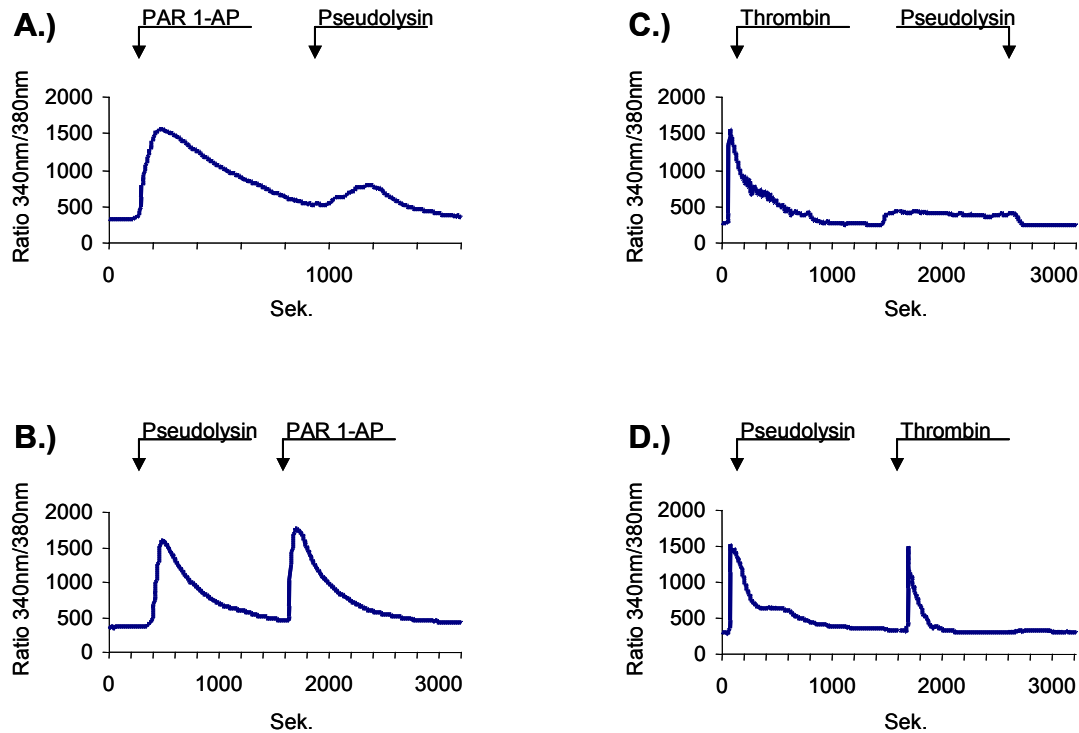 A.)
PAR 1-AP
Pseudolysin
Ratio 340nm/380nm
2000
1500
1000
500
0
0
1000
Sek.
C.)
Thrombin
Pseudolysin
Ratio 340nm/380nm
2000
1500
1000
500
0
0
1000
2000
3000
Sek.
B.)
Pseudolysin
PAR 1-AP
Ratio 340nm/380nm
2000
1500
1000
500
0
0
1000
2000
3000
Sek.
D.)
Pseudolysin
Thrombin
Ratio 340nm/380nm
2000
1500
1000
500
0
0
1000
2000
3000
Sek.